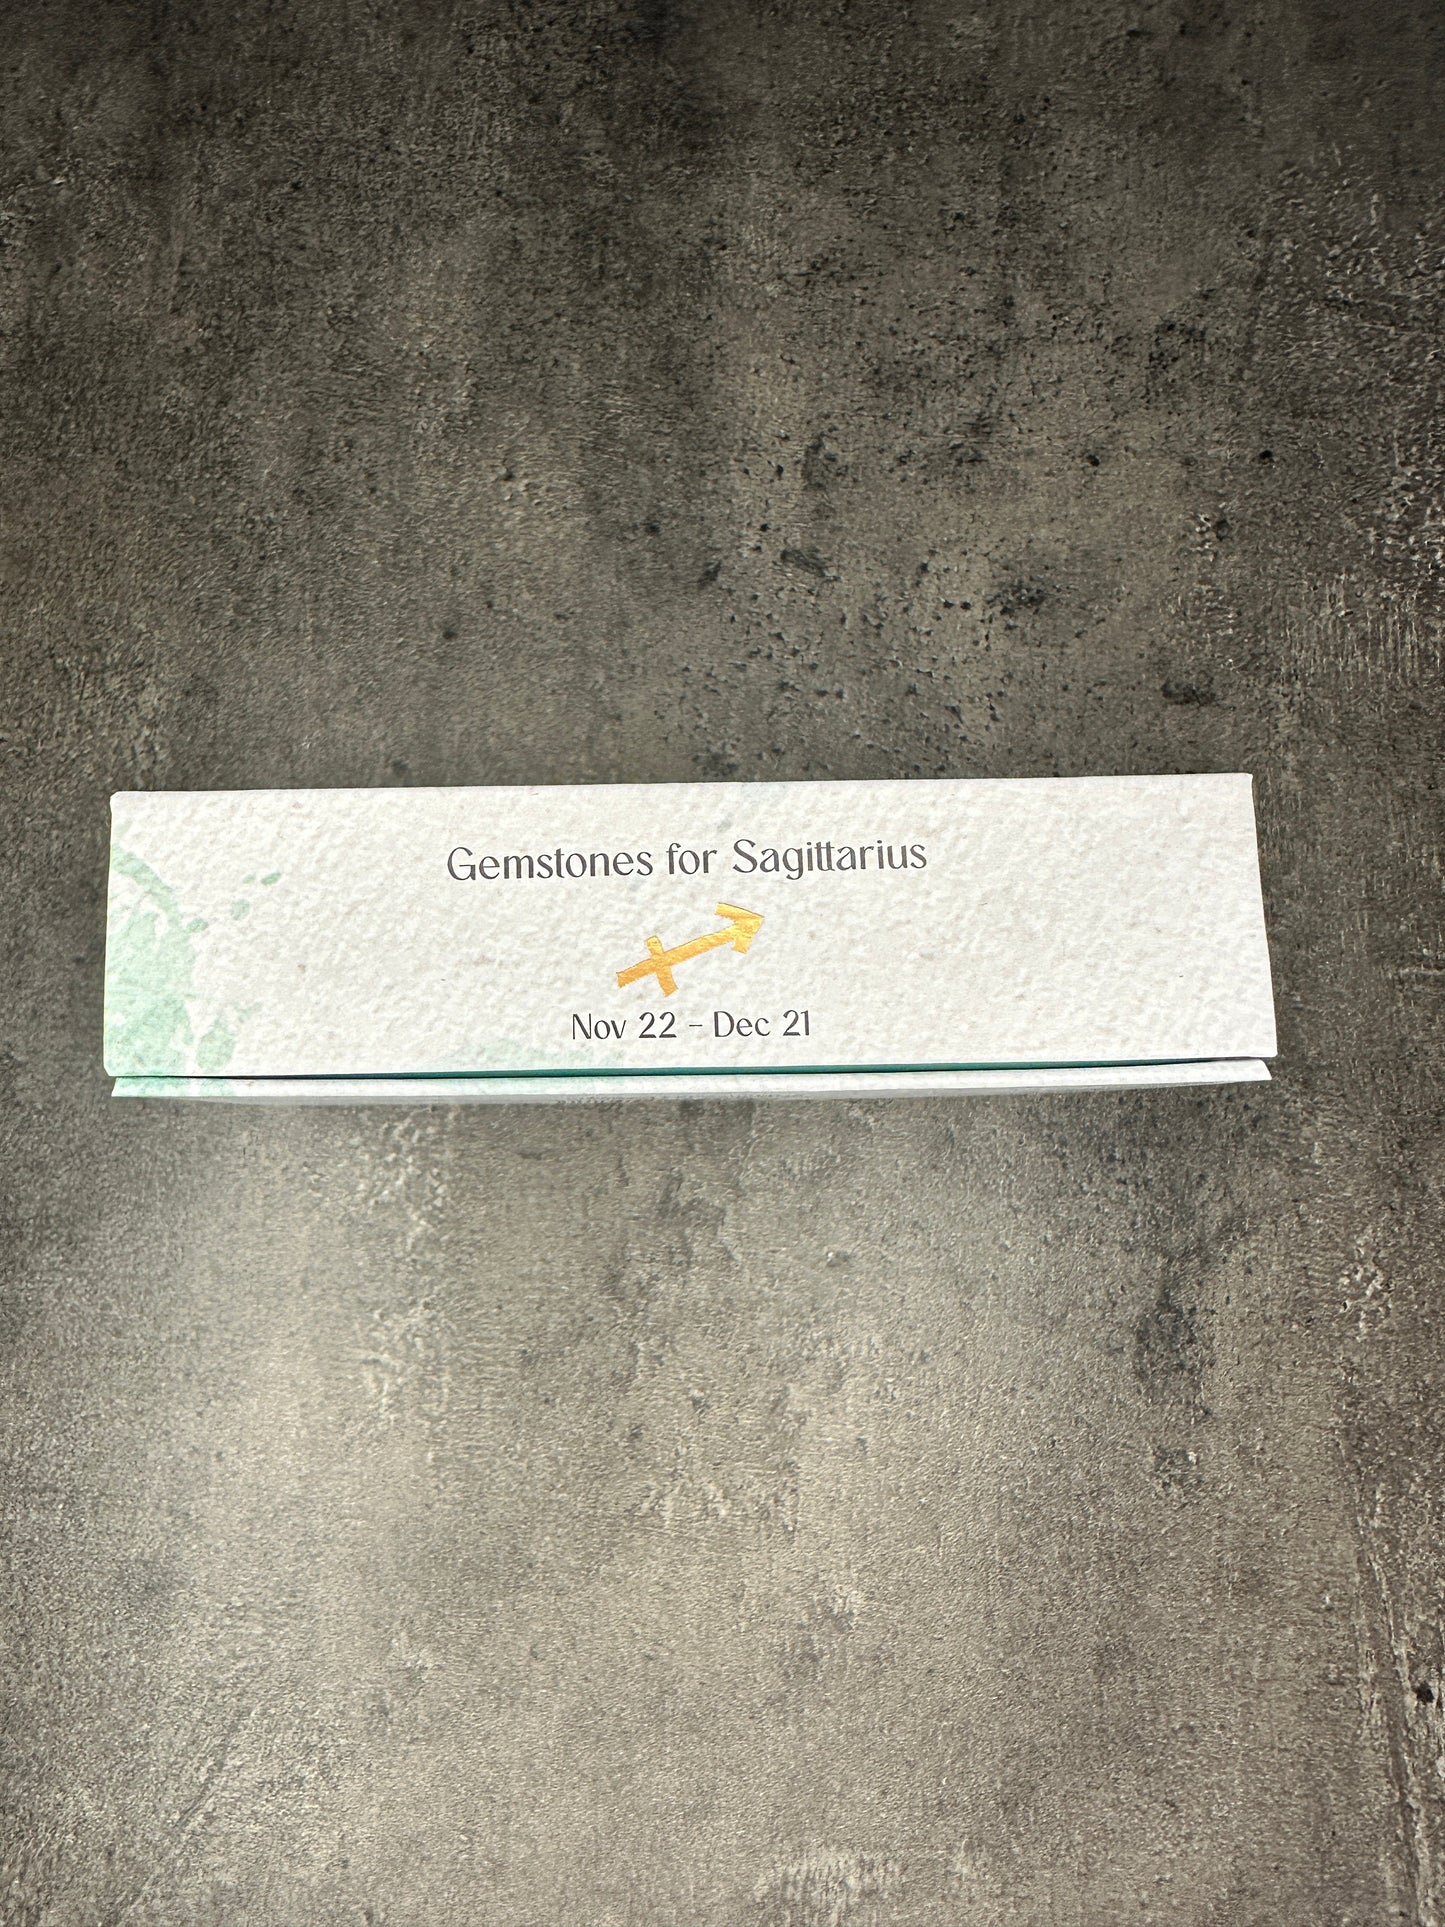 Gemstones for Sagittarius
Nov 22 – Dec 21